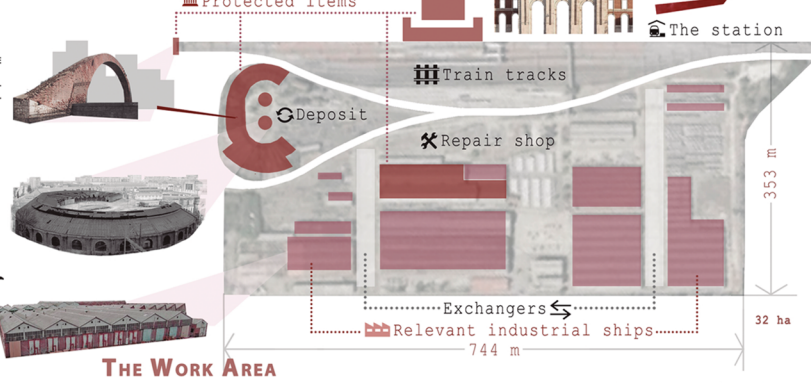 Protected Items
The station
Train tracks
Deposit
Repair shop
353 m
Exchangers
32 ha
Relevant industrial ships
744 m
THE WORK AREA